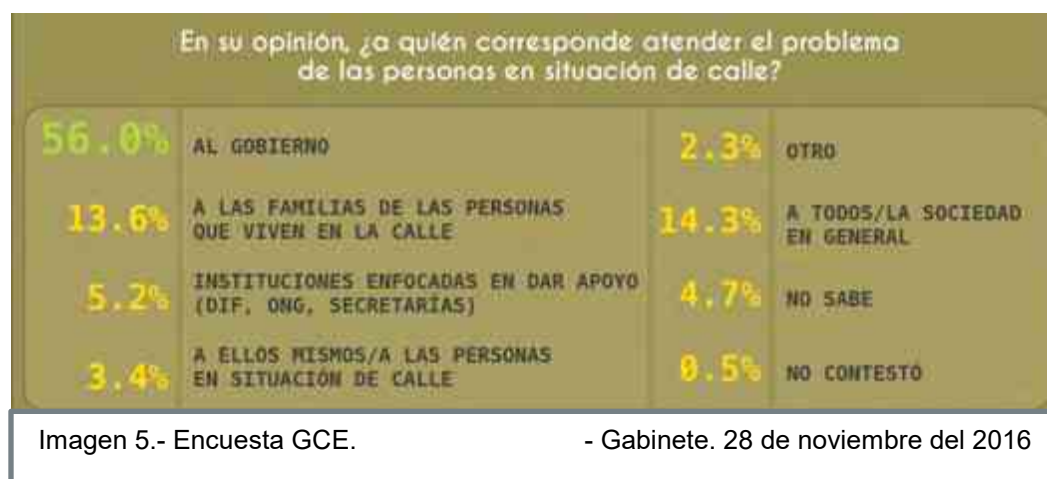 En su opinión, ¿a quién corresponde atender el problema
de las personas en situación de calle?
56.0% AL GOBIERNO
13.6% A LAS FAMILIAS DE LAS PERSONAS
QUE VIVEN EN LA CALLE
5.2% INSTITUCIONES ENFOCADAS EN DAR APOYO
(DIF, ONG, SECRETARÍAS)
3.4% A ELLOS MISMOS/A LAS PERSONAS
EN SITUACIÓN DE CALLE
2.3% OTRO
14.3% A TODOS/LA SOCIEDAD
EN GENERAL
4.7% NO SABE
0.5% NO CONTESTÓ
Imagen 5.- Encuesta GCE. - Gabinete. 28 de noviembre del 2016